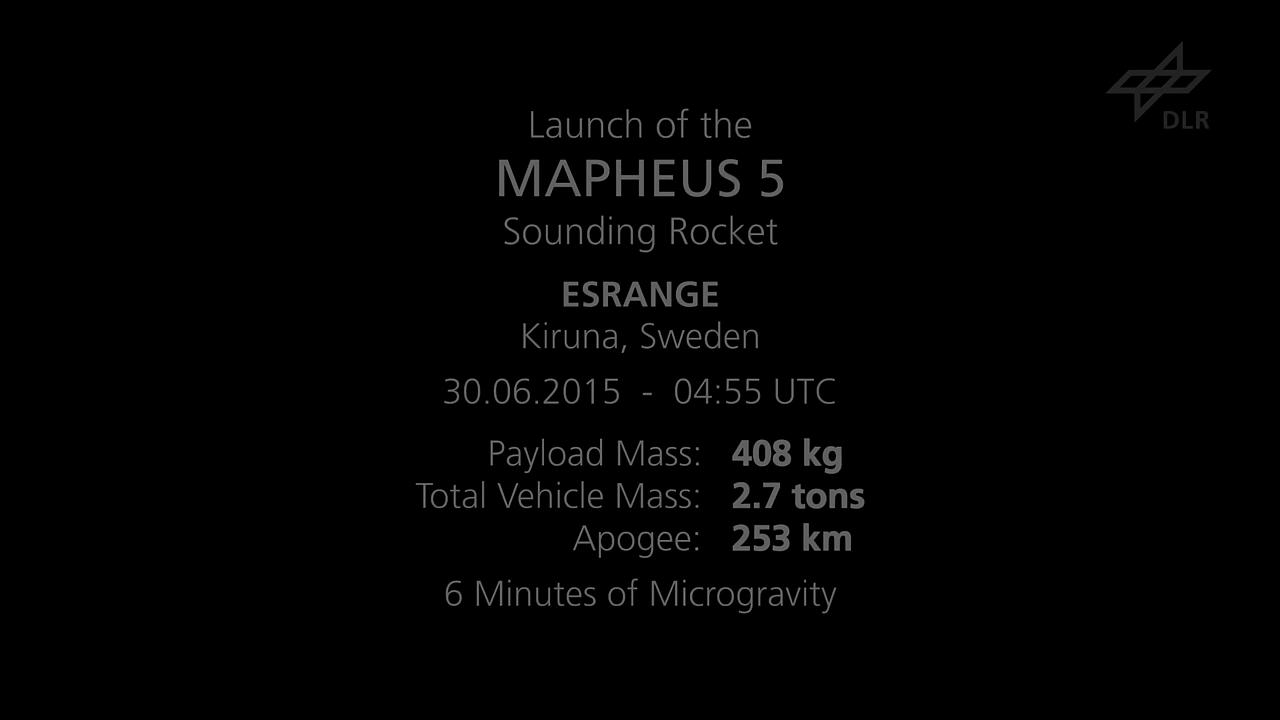 DLR
Launch of the
MAPHEUS 5
Sounding Rocket
ESRANGE
Kiruna, Sweden
30.06.2015 - 04:55 UTC
Payload Mass: 408 kg
Total Vehicle Mass: 2.7 tons
Apogee: 253 km
6 Minutes of Microgravity